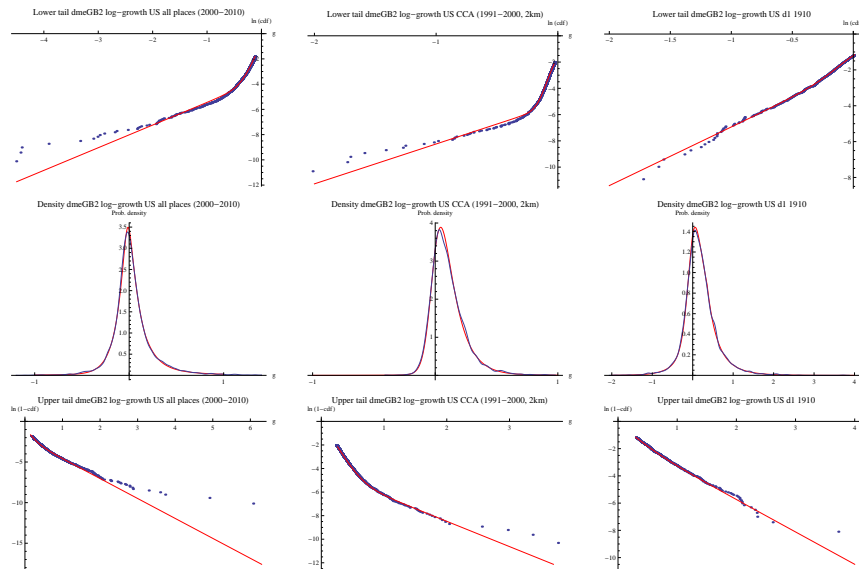 Lower tail dmeGB2 log-growth US all places (2000-2010)
ln (cdf)
-4 -3 -2 -1 g
-2
-4
-6
-8
-10
-12
Lower tail dmeGB2 log-growth US CCA (1991-2000, 2km)
ln (cdf)
-2 -1 g
-2
-4
-6
-8
-10
Lower tail dmeGB2 log-growth US d1 1910
ln (cdf)
-2 -1.5 -1 -0.5
-2
-4
-6
-8
Density dmeGB2 log-growth US all places (2000-2010)
Prob. density
3.5
3.0
2.5
2.0
1.5
1.0
0.5
-1 1 g
Density dmeGB2 log-growth US CCA (1991-2000, 2km)
Prob. density
4
3
2
1
-1 0 1 g
Density dmeGB2 log-growth US d1 1910
Prob. density
1.4
1.2
1.0
0.8
0.6
0.4
0.2
-2 -1 0 1 2 3 4
Upper tail dmeGB2 log-growth US all places (2000-2010)
ln (1-cdf)
1 2 3 4 5 6 g
-5
-10
-15
Upper tail dmeGB2 log-growth US CCA (1991-2000, 2km)
ln (1-cdf)
1 2 3 g
-2
-4
-6
-8
-10
-12
Upper tail dmeGB2 log-growth US d1 1910
ln (1-cdf)
1 2 3 4
-2
-4
-6
-8
-10